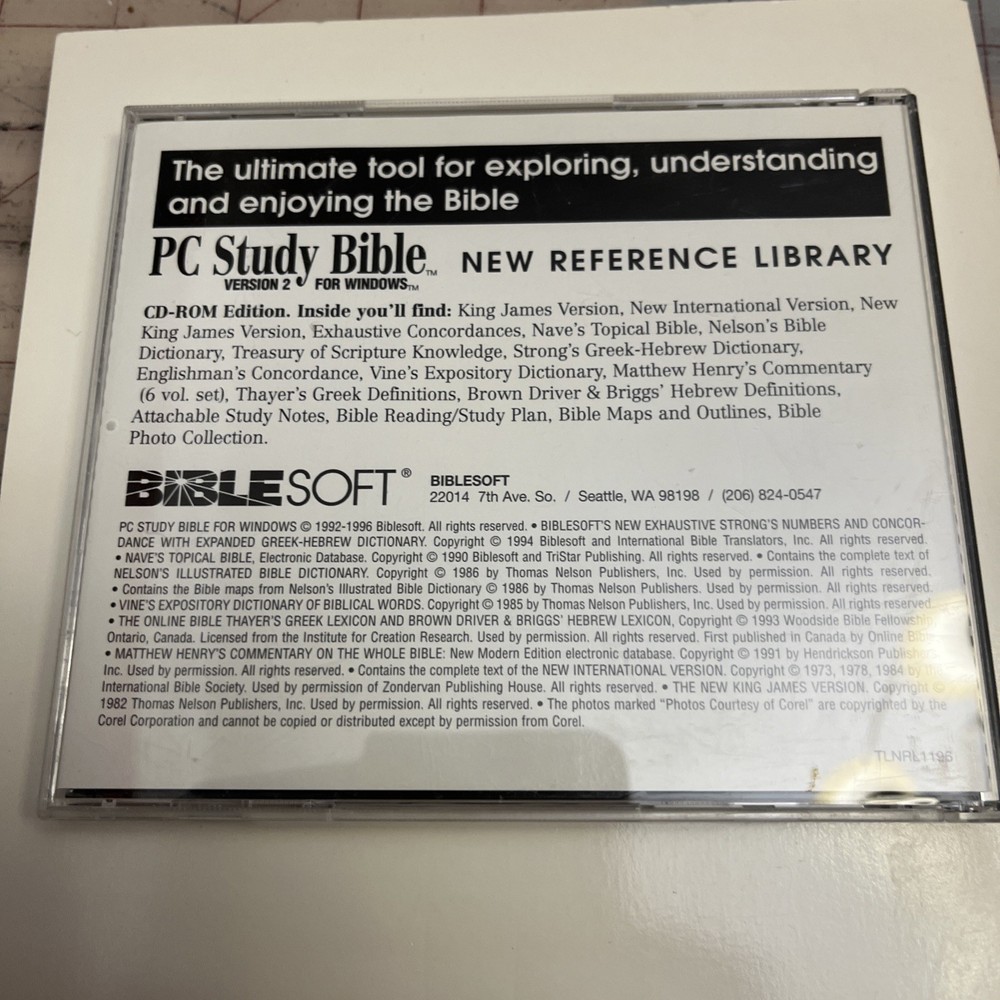 The ultimate tool for exploring, understanding
and enjoying the Bible
PC Study Bible™ NEW REFERENCE LIBRARY
VERSION 2 FOR WINDOWS™
CD-ROM Edition. Inside you'll find: King James Version, New International Version, New
King James Version, Exhaustive Concordances, Nave's Topical Bible, Nelson's Bible
Dictionary, Treasury of Scripture Knowledge, Strong's Greek-Hebrew Dictionary,
Englishman's Concordance, Vine's Expository Dictionary, Matthew Henry's Commentary
(6 vol. set), Thayer's Greek Definitions, Brown Driver & Briggs' Hebrew Definitions,
Attachable Study Notes, Bible Reading/Study Plan, Bible Maps and Outlines, Bible
Photo Collection.
BIBLESOFT® BIBLESOFT
22014 7th Ave. So. / Seattle, WA 98198 / (206) 824-0547
PC STUDY BIBLE FOR WINDOWS © 1992-1996 Biblesoft. All rights reserved. • BIBLESOFT'S NEW EXHAUSTIVE STRONG'S NUMBERS AND CONCOR-
DANCE WITH EXPANDED GREEK-HEBREW DICTIONARY. Copyright © 1994 Biblesoft and International Bible Translators, Inc. All rights reserved.
• NAVE'S TOPICAL BIBLE, Electronic Database. Copyright © 1990 Biblesoft and TriStar Publishing. All rights reserved. • Contains the complete text of
NELSON'S ILLUSTRATED BIBLE DICTIONARY. Copyright © 1986 by Thomas Nelson Publishers, Inc. Used by permission. All rights reserved.
• Contains the Bible maps from Nelson's Illustrated Bible Dictionary © 1986 by Thomas Nelson Publishers. Used by permission. All rights reserved.
• VINE'S EXPOSITORY DICTIONARY OF BIBLICAL WORDS. Copyright © 1985 by Thomas Nelson Publishers, Inc. Used by permission. All rights reserved.
• THE ONLINE BIBLE THAYER'S GREEK LEXICON AND BROWN DRIVER & BRIGGS' HEBREW LEXICON, Copyright © 1993 Woodside Bible Fellowship,
Ontario, Canada. Licensed from the Institute for Creation Research. Used by permission. All rights reserved. First published in Canada by Online Bible
• MATTHEW HENRY'S COMMENTARY ON THE WHOLE BIBLE: New Modern Edition electronic database. Copyright © 1991 by Hendrickson Publishers,
Inc. Used by permission. All rights reserved. • Contains the complete text of the NEW INTERNATIONAL VERSION. Copyright © 1973, 1978, 1984 by the
International Bible Society. Used by permission of Zondervan Publishing House. All rights reserved. • THE NEW KING JAMES VERSION. Copyright ©
1982 Thomas Nelson Publishers, Inc. Used by permission. All rights reserved. • The photos marked "Photos Courtesy of Corel" are copyrighted by the
Corel Corporation and cannot be copied or distributed except by permission from Corel.
TLNRL1196